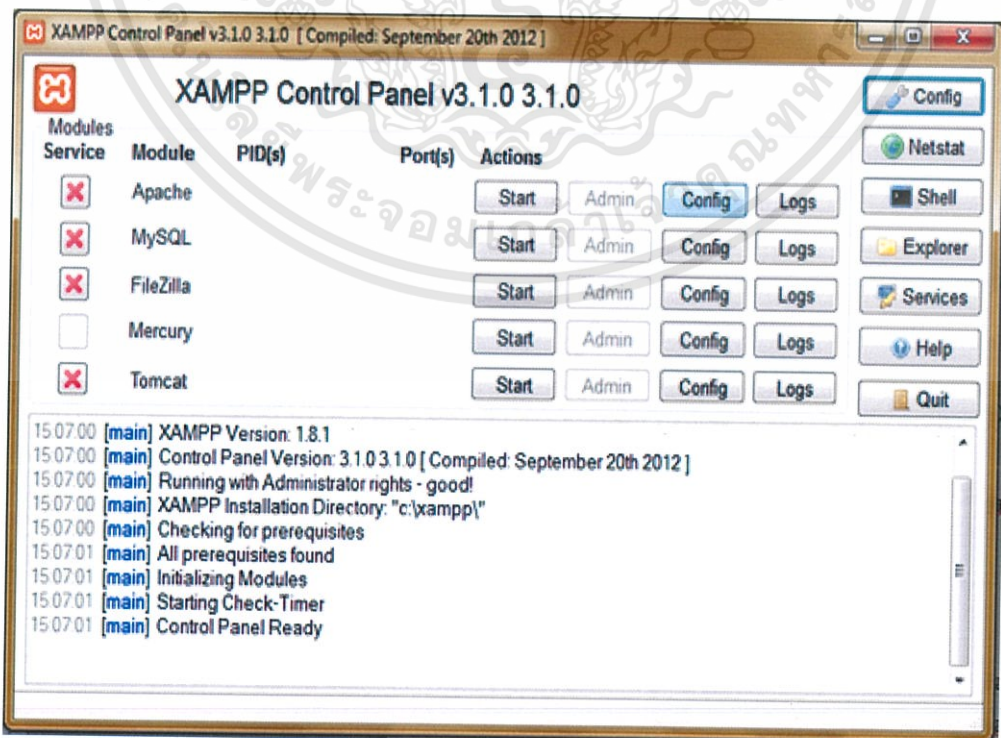 XAMPP Control Panel v3.1.0 3.1.0 [ Compiled: September 20th 2012 ]
XAMPP Control Panel v3.1.0 3.1.0
Config
Modules
Service Module PID(s) Port(s) Actions
Netstat
Apache Start Admin Config Logs
Shell
MySQL Start Admin Config Logs
Explorer
FileZilla Start Admin Config Logs
Services
Mercury Start Admin Config Logs
Help
Tomcat Start Admin Config Logs
Quit
15:07:00 [main] XAMPP Version: 1.8.1
15:07:00 [main] Control Panel Version: 3.1.0 3.1.0 [ Compiled: September 20th 2012 ]
15:07:00 [main] Running with Administrator rights - good!
15:07:00 [main] XAMPP Installation Directory: "c:\xampp\"
15:07:00 [main] Checking for prerequisites
15:07:01 [main] All prerequisites found
15:07:01 [main] Initializing Modules
15:07:01 [main] Starting Check-Timer
15:07:01 [main] Control Panel Ready